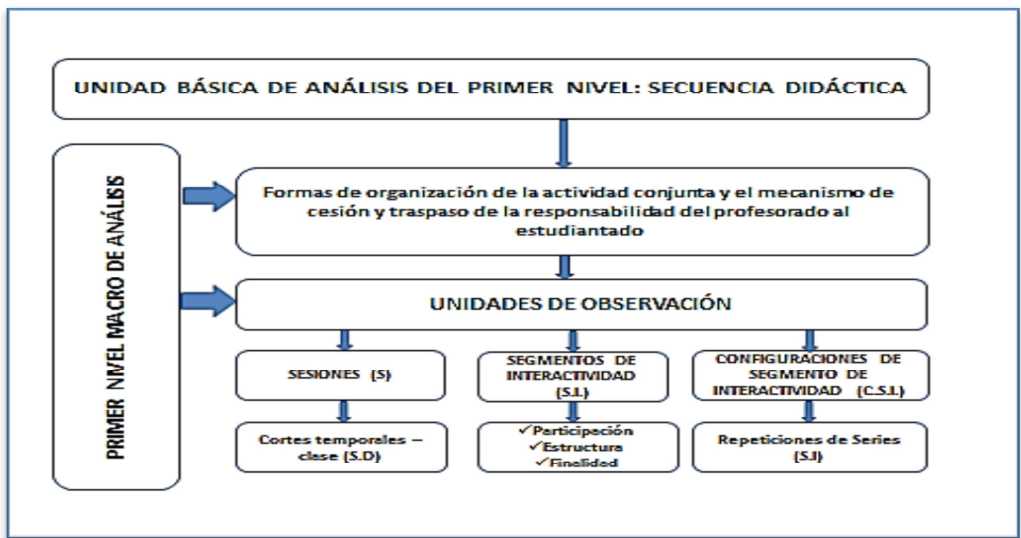 UNIDAD BÁSICA DE ANÁLISIS DEL PRIMER NIVEL: SECUENCIA DIDÁCTICA
PRIMER NIVEL MACRO DE ANÁLISIS
Formas de organización de la actividad conjunta y el mecanismo de
cesión y traspaso de la responsabilidad del profesorado al
estudiantado
UNIDADES DE OBSERVACIÓN
SESIONES (S)
SEGMENTOS DE
INTERACTIVIDAD
(S.I.)
CONFIGURACIONES DE
SEGMENTO DE
INTERACTIVIDAD (C.S.I.)
Cortes temporales –
clase (S.D)
✓Participación
✓Estructura
✓Finalidad
Repeticiones de Series
(S.I)